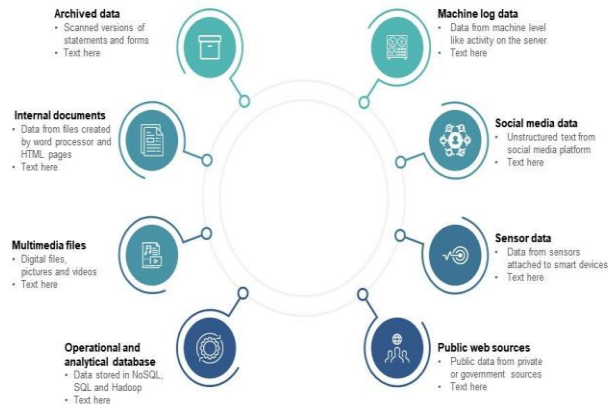 Archived data
• Scanned versions of
statements and forms
• Text here
Internal documents
• Data from files created
by word processor and
HTML pages
• Text here
Multimedia files
• Digital files,
pictures and videos
• Text here
Operational and
analytical database
• Data stored in NoSQL,
SQL and Hadoop
• Text here
Machine log data
• Data from machine level
like activity on the server
• Text here
Social media data
• Unstructured text from
social media platform
• Text here
Sensor data
• Data from sensors
attached to smart devices
• Text here
Public web sources
• Public data from private
or government sources
• Text here